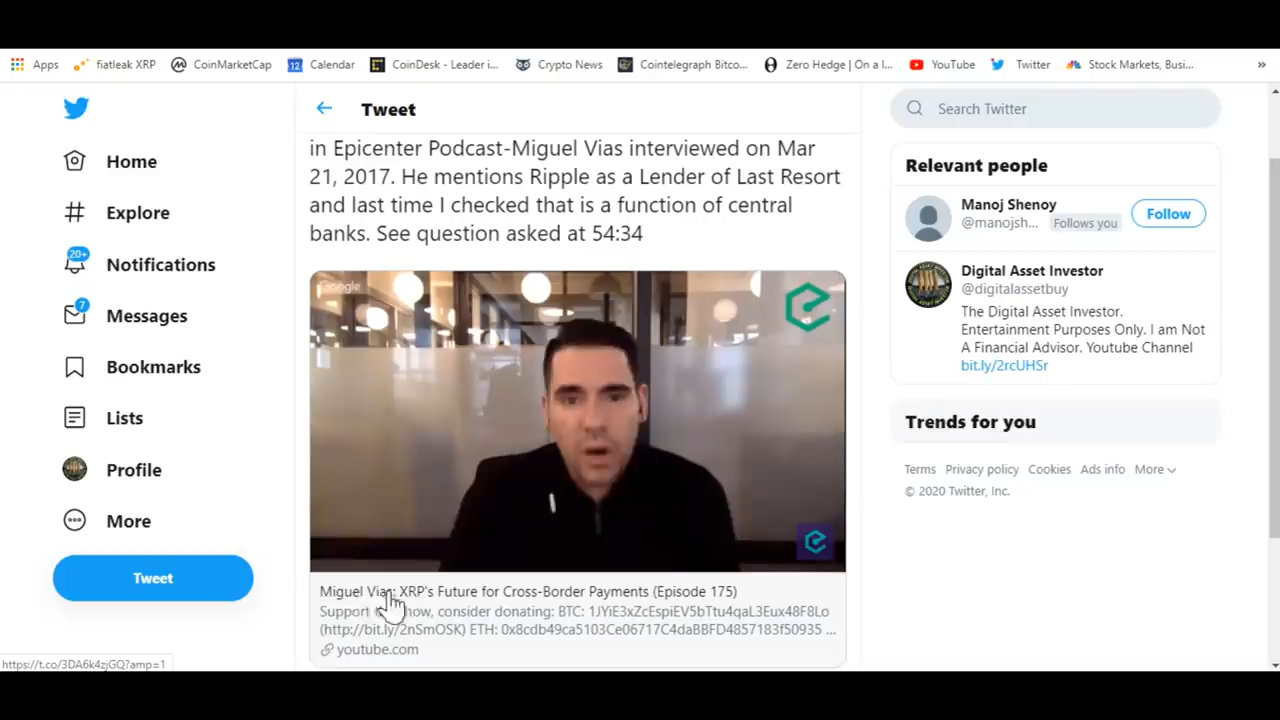 Apps fiatleak XRP CoinMarketCap 12 Calendar CoinDesk - Leader i... Crypto News Cointelegraph Bitco... Zero Hedge | On a l... YouTube Twitter Stock Markets, Busi... »
Tweet
Search Twitter
Home
Explore
20+
Notifications
7
Messages
Bookmarks
Lists
Profile
More
Tweet
in Epicenter Podcast-Miguel Vias interviewed on Mar
21, 2017. He mentions Ripple as a Lender of Last Resort
and last time I checked that is a function of central
banks. See question asked at 54:34
Google
Miguel Vias: XRP's Future for Cross-Border Payments (Episode 175)
Support how, consider donating: BTC: 1JYiE3xZcEspiEV5bTtu4qaL3Eux48F8Lo
(http://bit.ly/2nSmOSK) ETH: 0x8cdb49ca5103Ce06717C4daBBFD4857183f50935 ...
youtube.com
Relevant people
Manoj Shenoy
@manojsh... Follows you
Follow
Digital Asset Investor
@digitalassetbuy
The Digital Asset Investor.
Entertainment Purposes Only. I am Not
A Financial Advisor. Youtube Channel
bit.ly/2rcUHSr
Trends for you
Terms Privacy policy Cookies Ads info More
© 2020 Twitter, Inc.
https://t.co/3DA6k4zjGQ?amp=1